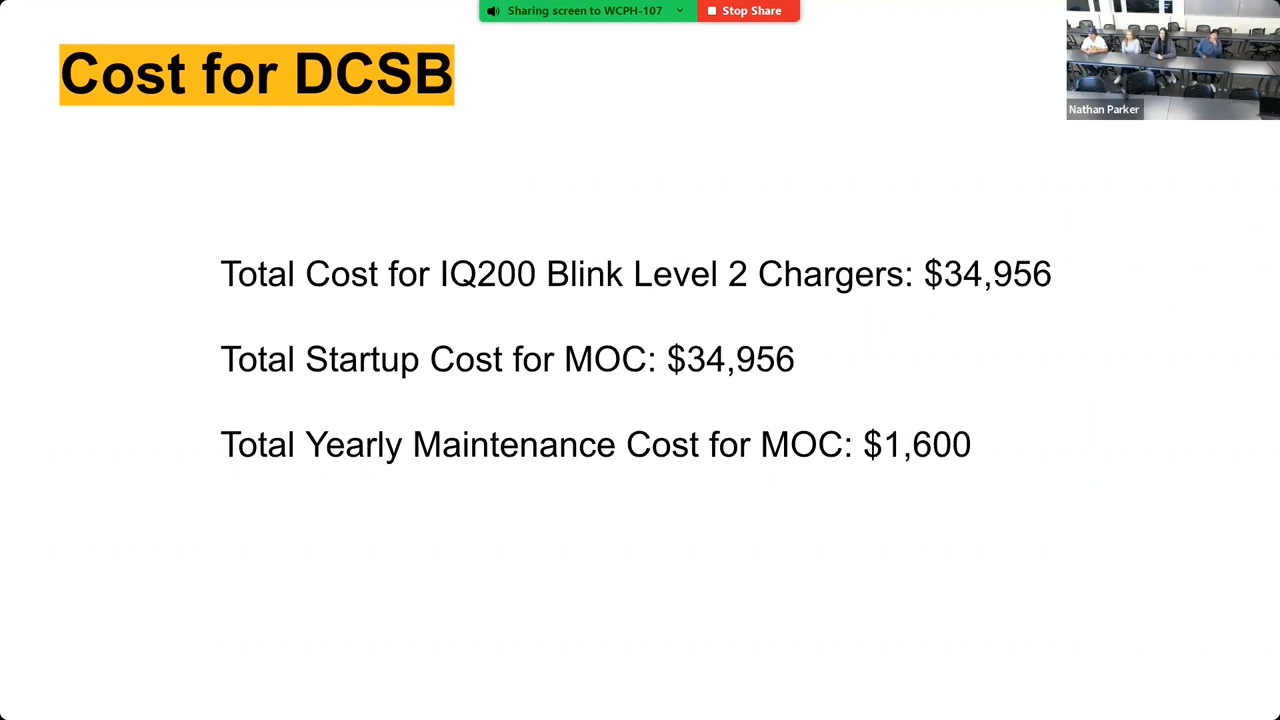 Sharing screen to WCPH-107
Stop Share
Cost for DCSB
Nathan Parker
Total Cost for IQ200 Blink Level 2 Chargers: $34,956
Total Startup Cost for MOC: $34,956
Total Yearly Maintenance Cost for MOC: $1,600